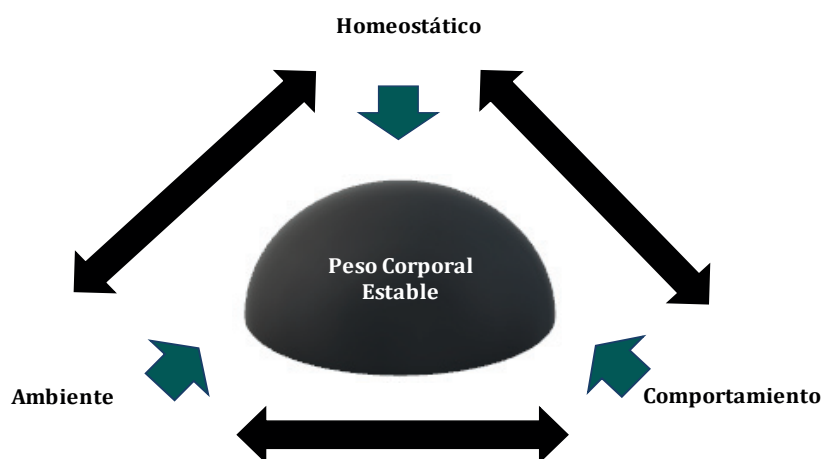 Homeostático
Peso Corporal
Estable
Ambiente
Comportamiento